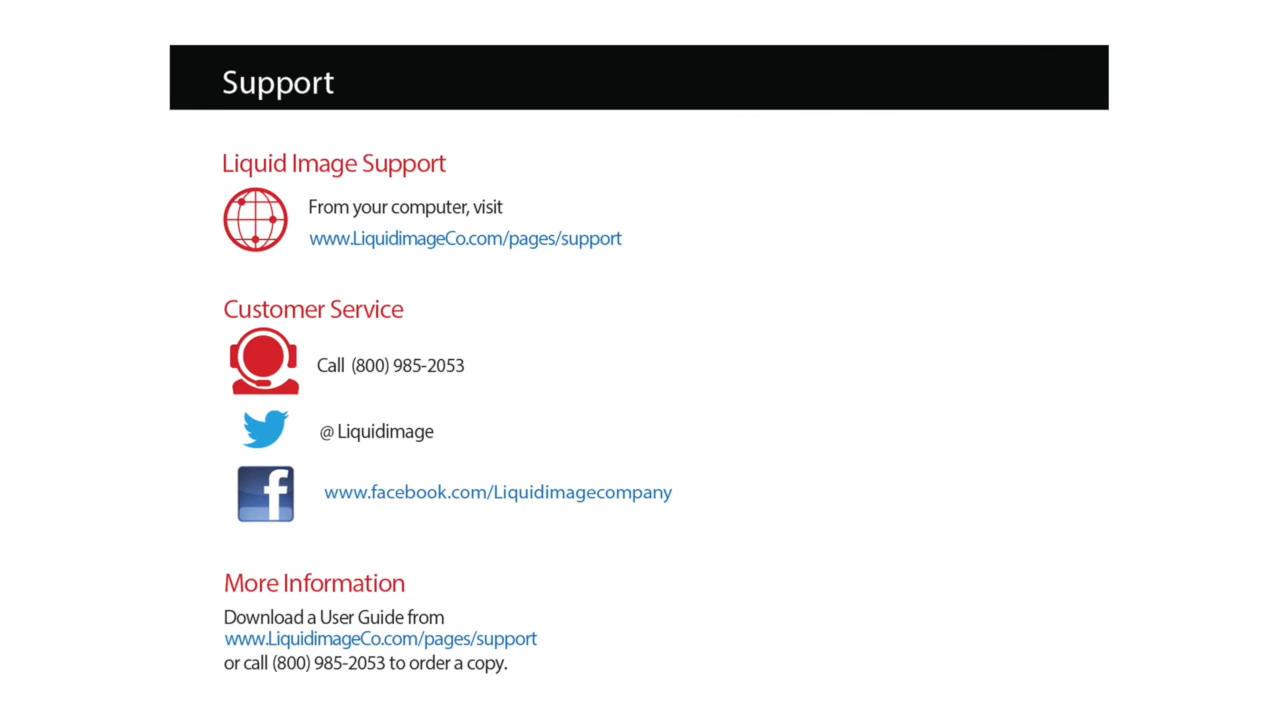 Support
Liquid Image Support
From your computer, visit
www.LiquidimageCo.com/pages/support
Customer Service
Call (800) 985-2053
@ Liquidimage
www.facebook.com/Liquidimagecompany
More Information
Download a User Guide from
www.LiquidimageCo.com/pages/support
or call (800) 985-2053 to order a copy.